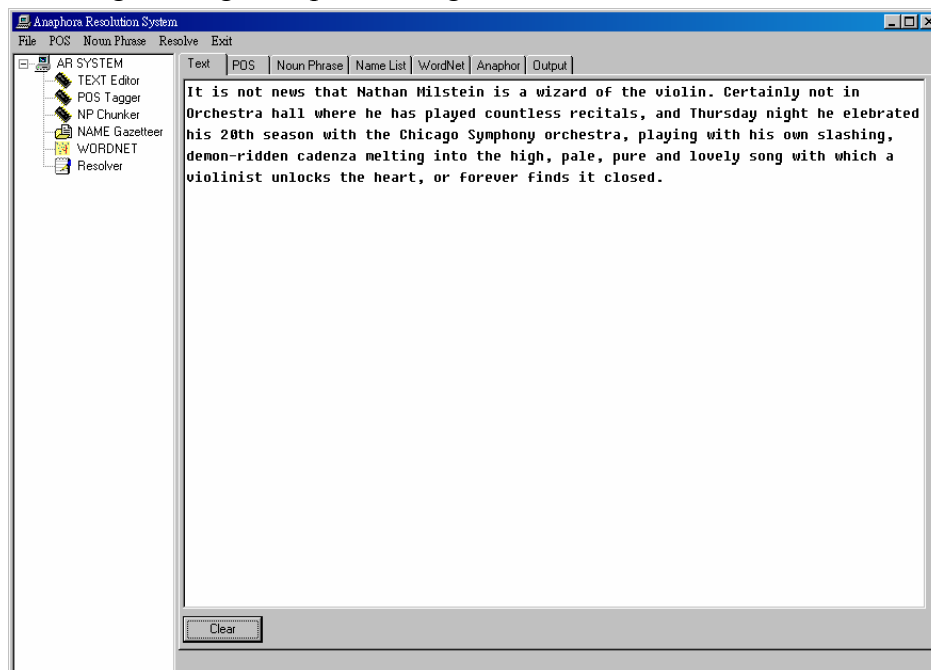 Anaphora Resolution System
File POS Noun Phrase Resolve Exit
AR SYSTEM
TEXT Editor
POS Tagger
NP Chunker
NAME Gazetteer
WORDNET
Resolver
Text POS Noun Phrase Name List WordNet Anaphor Output
It is not news that Nathan Milstein is a wizard of the violin. Certainly not in
Orchestra hall where he has played countless recitals, and Thursday night he elebrated
his 20th season with the Chicago Symphony orchestra, playing with his own slashing,
demon-ridden cadenza melting into the high, pale, pure and lovely song with which a
violinist unlocks the heart, or forever finds it closed.
Clear